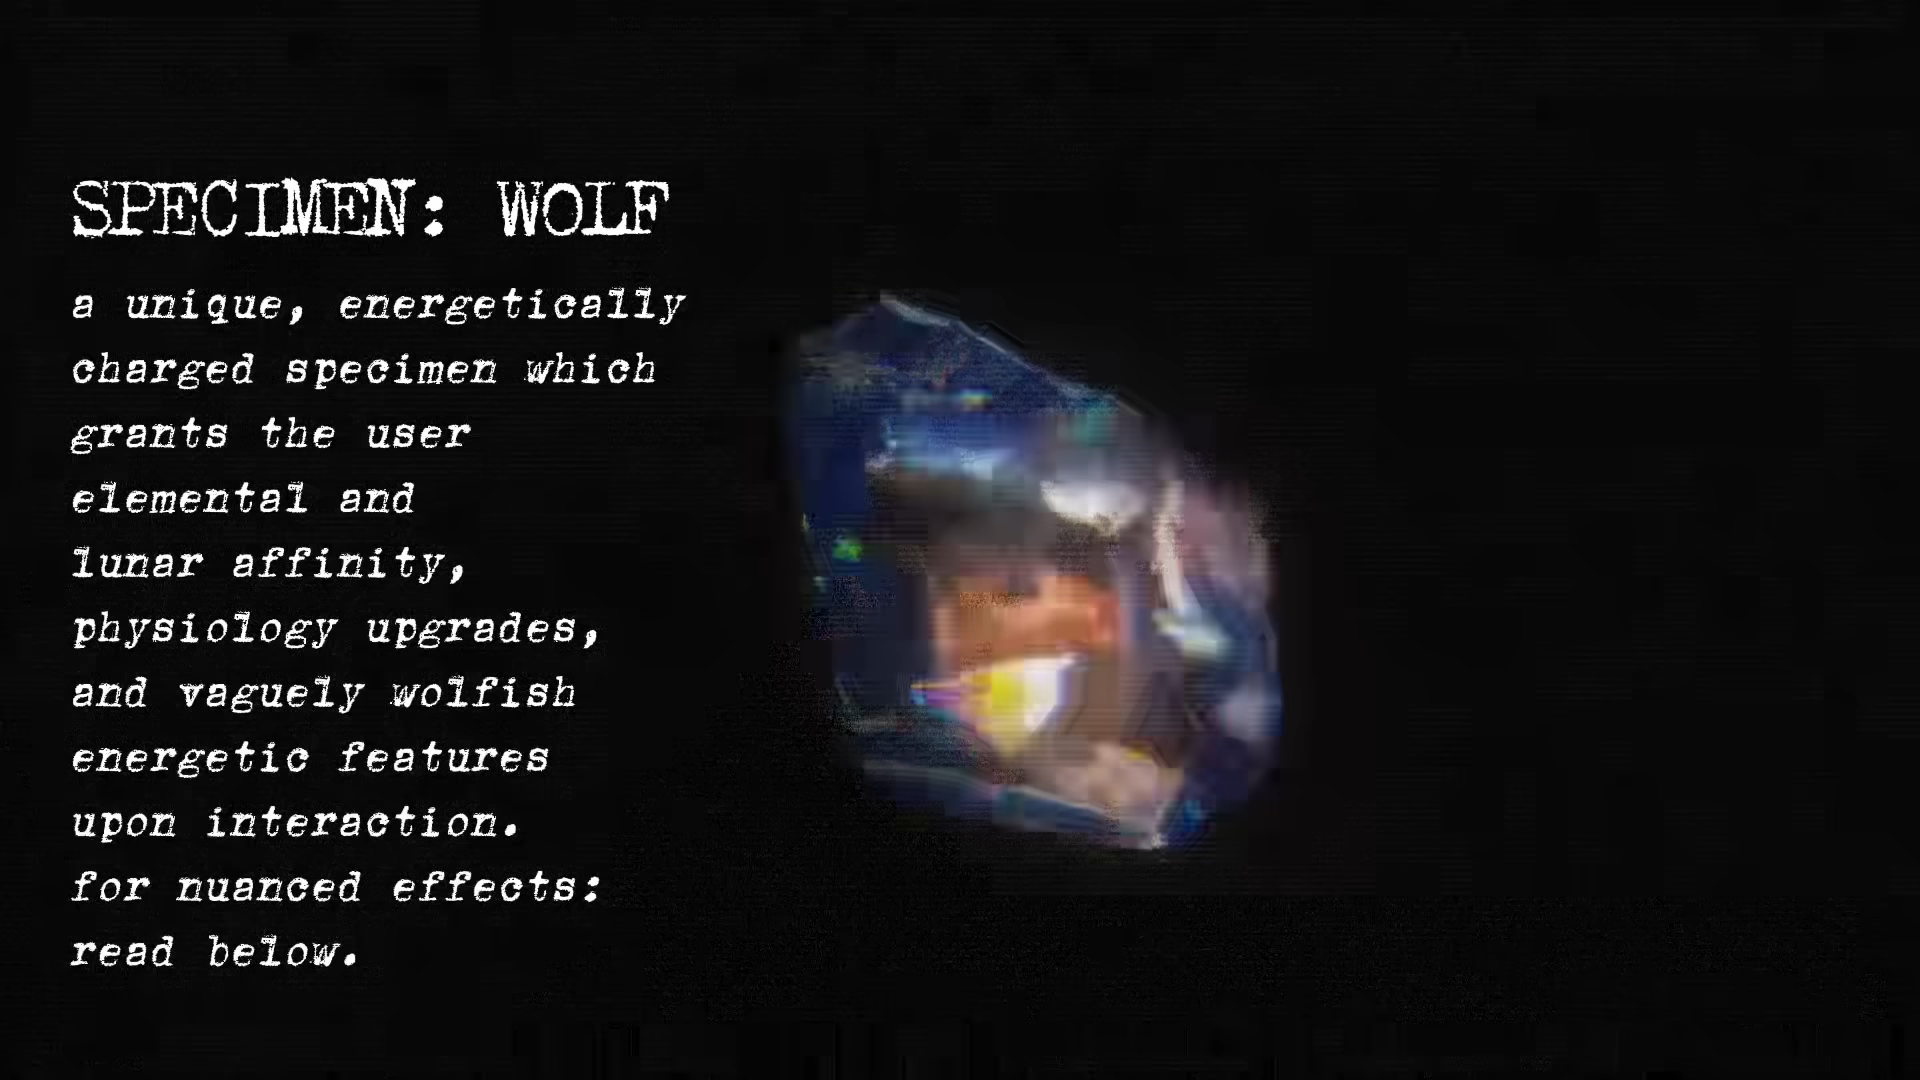 SPECIMEN: WOLF
a unique, energetically
charged specimen which
grants the user
elemental and
lunar affinity,
physiology upgrades,
and vaguely wolfish
energetic features
upon interaction.
for nuanced effects:
read below.